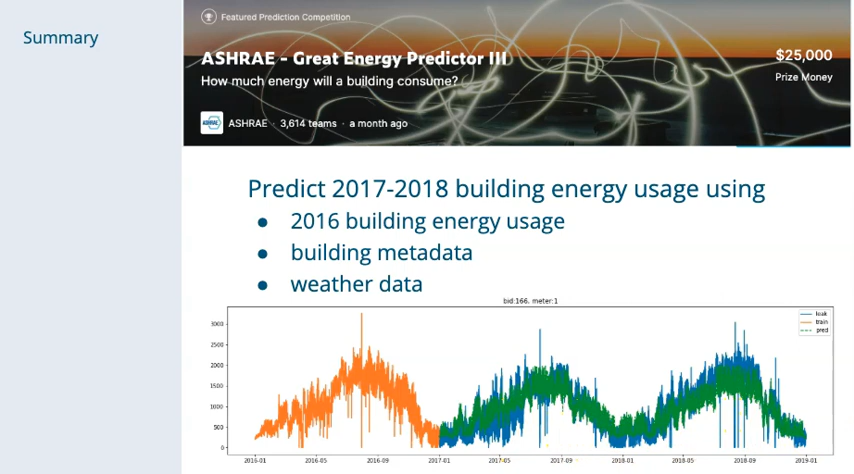 Summary
Featured Prediction Competition
ASHRAE - Great Energy Predictor III
How much energy will a building consume?
$25,000
Prize Money
ASHRAE
ASHRAE · 3,614 teams · a month ago
Predict 2017-2018 building energy usage using
● 2016 building energy usage
● building metadata
● weather data
bid:166, meter:1
leak
train
pred
3000
2500
2000
1500
1000
500
0
2016-01 2016-05 2016-09 2017-01 2017-05 2017-09 2018-01 2018-05 2018-09 2019-01